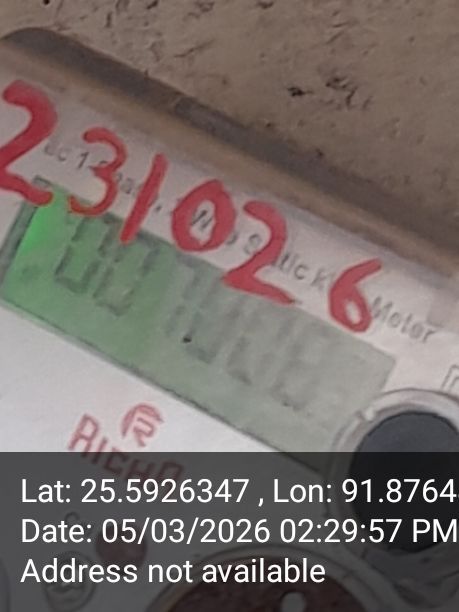 231026
Meter
RICHA
Lat: 25.5926347 , Lon: 91.8764
Date: 05/03/2026 02:29:57 PM
Address not available